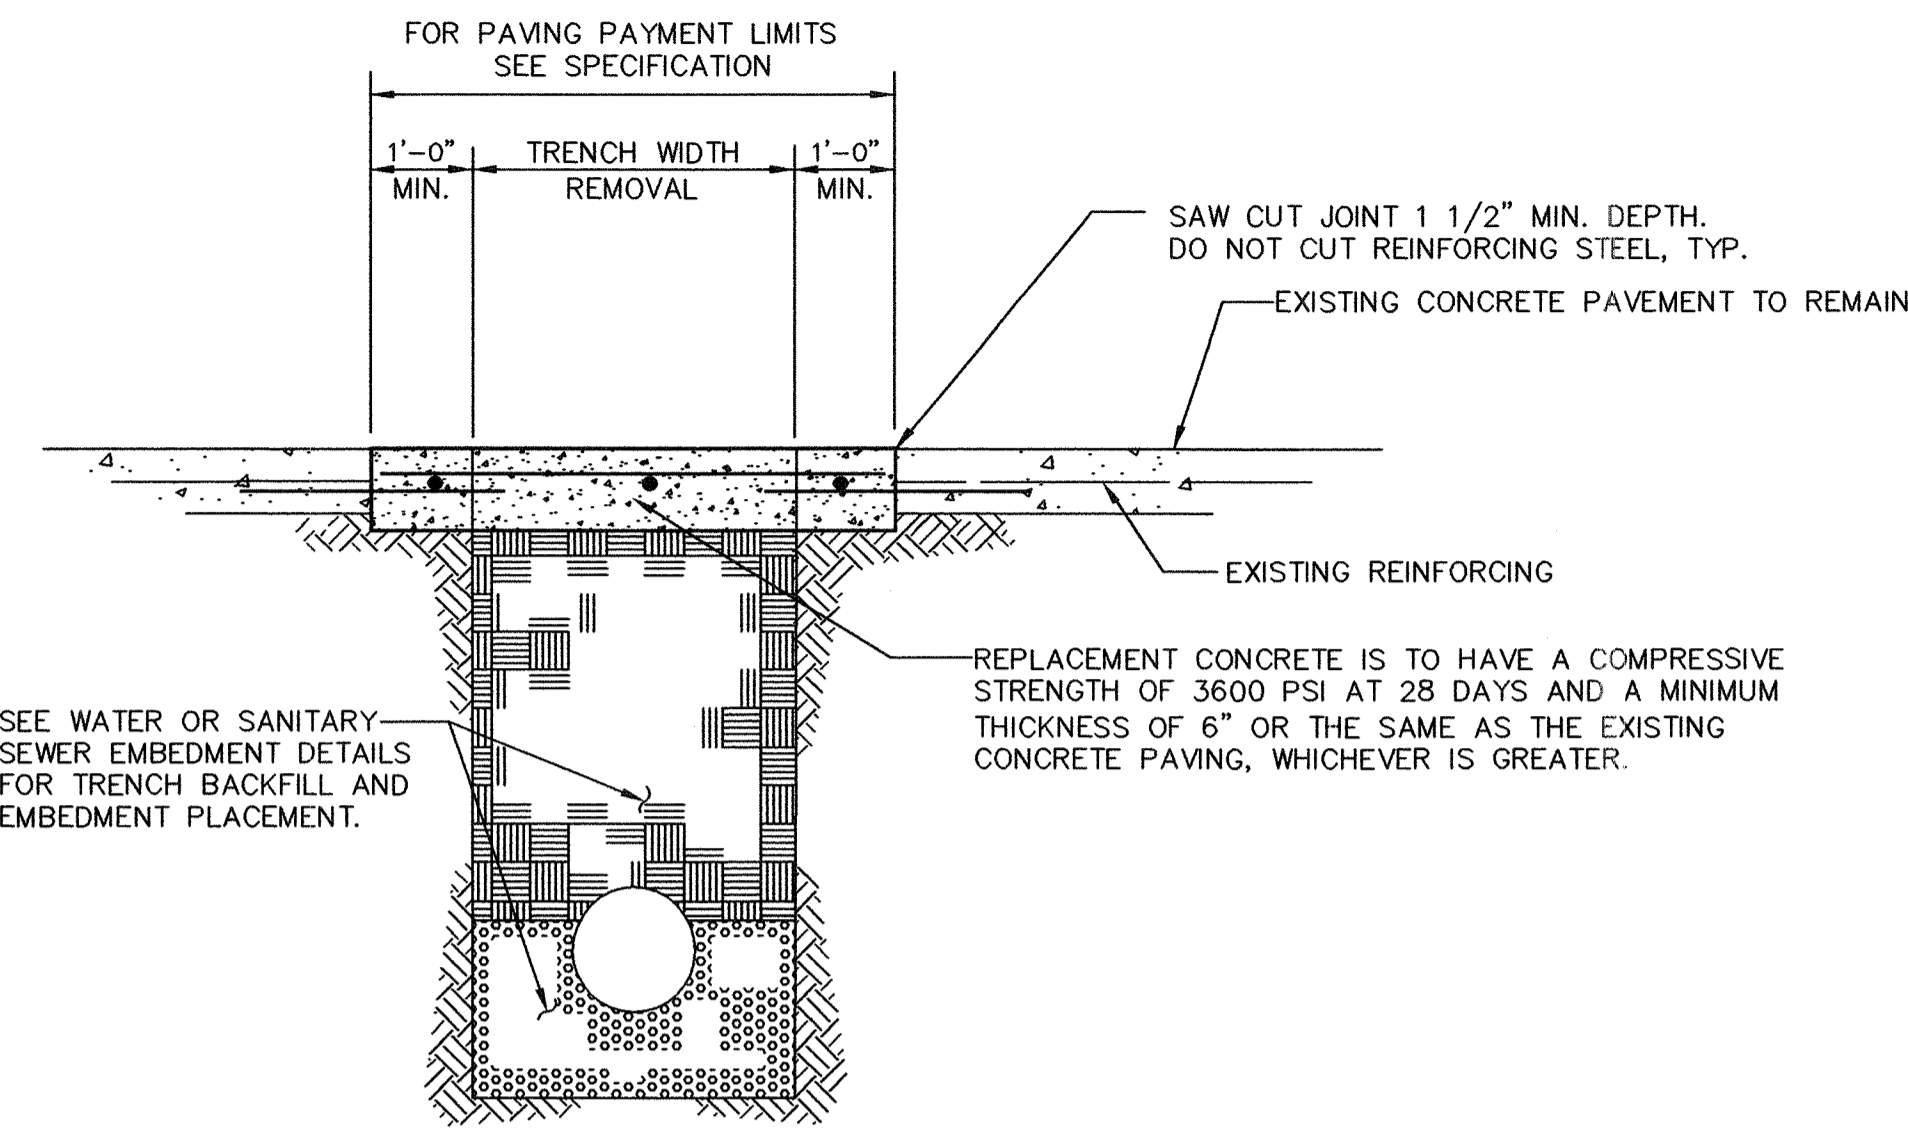 FOR PAVING PAYMENT LIMITS
SEE SPECIFICATION
1'-0" TRENCH WIDTH 1'-0"
MIN. REMOVAL MIN.
SAW CUT JOINT 1 1/2" MIN. DEPTH.
DO NOT CUT REINFORCING STEEL, TYP.
EXISTING CONCRETE PAVEMENT TO REMAIN
EXISTING REINFORCING
REPLACEMENT CONCRETE IS TO HAVE A COMPRESSIVE
STRENGTH OF 3600 PSI AT 28 DAYS AND A MINIMUM
THICKNESS OF 6" OR THE SAME AS THE EXISTING
CONCRETE PAVING, WHICHEVER IS GREATER.
SEE WATER OR SANITARY
SEWER EMBEDMENT DETAILS
FOR TRENCH BACKFILL AND
EMBEDMENT PLACEMENT.